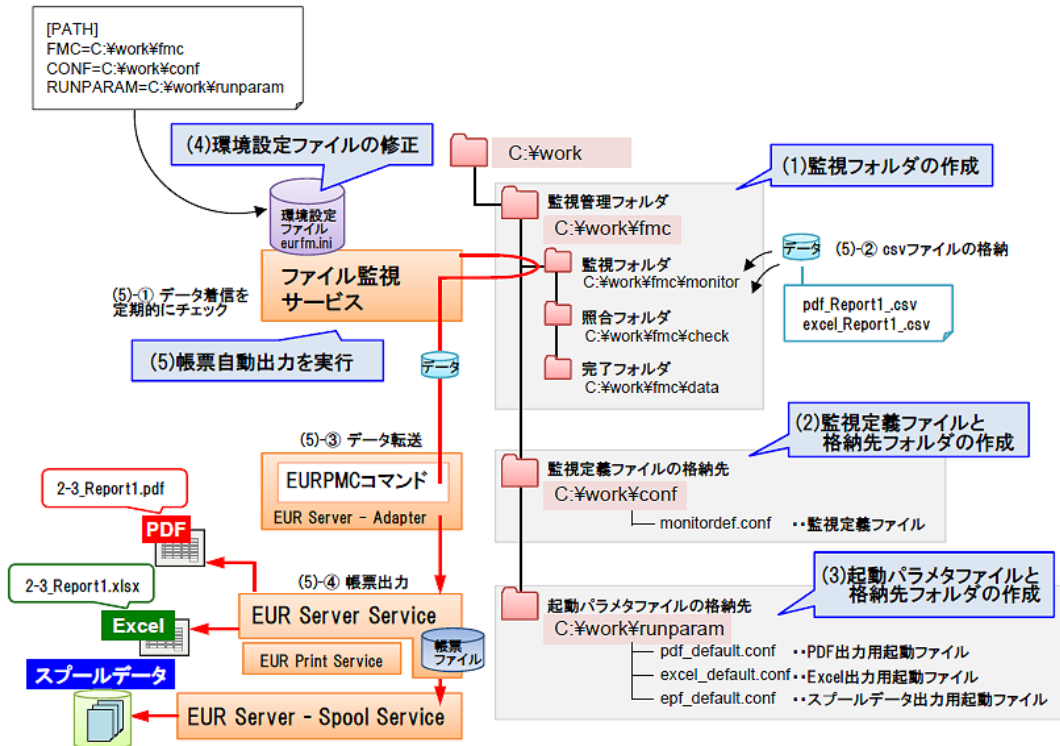 [PATH]
FMC=C:¥work¥fmc
CONF=C:¥work¥conf
RUNPARAM=C:¥work¥runparam
(4)環境設定ファイルの修正
C:¥work
(1)監視フォルダの作成
環境設定
ファイル
eurfm.ini
監視管理フォルダ
C:¥work¥fmc
ファイル監視
サービス
監視フォルダ
C:¥work¥fmc¥monitor
データ
(5)-② csvファイルの格納
(5)-① データ着信を
定期的にチェック
照合フォルダ
C:¥work¥fmc¥check
pdf_Report1_.csv
excel_Report1_.csv
(5)帳票自動出力を実行
データ
完了フォルダ
C:¥work¥fmc¥data
(2)監視定義ファイルと
格納先フォルダの作成
(5)-③ データ転送
EURPMCコマンド
EUR Server - Adapter
監視定義ファイルの格納先
C:¥work¥conf
monitordef.conf ・・監視定義ファイル
2-3_Report1.pdf
PDF
(3)起動パラメタファイルと
格納先フォルダの作成
2-3_Report1.xlsx
Excel
(5)-④ 帳票出力
EUR Server Service
EUR Print Service
帳票
ファイル
起動パラメタファイルの格納先
C:¥work¥runparam
pdf_default.conf ・・PDF出力用起動ファイル
excel_default.conf ・・Excel出力用起動ファイル
epf_default.conf ・・スプールデータ出力用起動ファイル
スプールデータ
EUR Server - Spool Service